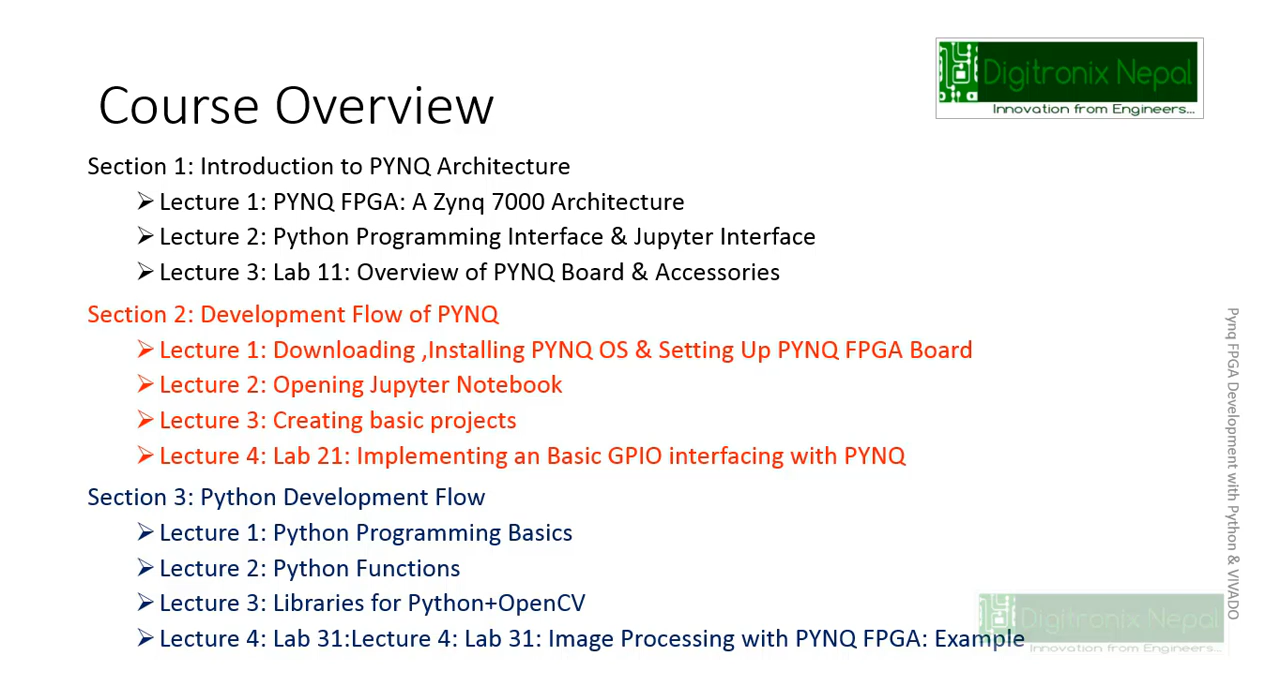 Digitronix Nepal
Innovation from Engineers...
Course Overview
Section 1: Introduction to PYNQ Architecture
➢ Lecture 1: PYNQ FPGA: A Zynq 7000 Architecture
➢ Lecture 2: Python Programming Interface & Jupyter Interface
➢ Lecture 3: Lab 11: Overview of PYNQ Board & Accessories
Section 2: Development Flow of PYNQ
➢ Lecture 1: Downloading ,Installing PYNQ OS & Setting Up PYNQ FPGA Board
➢ Lecture 2: Opening Jupyter Notebook
➢ Lecture 3: Creating basic projects
➢ Lecture 4: Lab 21: Implementing an Basic GPIO interfacing with PYNQ
Section 3: Python Development Flow
➢ Lecture 1: Python Programming Basics
➢ Lecture 2: Python Functions
➢ Lecture 3: Libraries for Python+OpenCV
➢ Lecture 4: Lab 31:Lecture 4: Lab 31: Image Processing with PYNQ FPGA: Example
Pynq FPGA Development with Python & VIVADO
Digitronix Nepal
Innovation from Engineers...